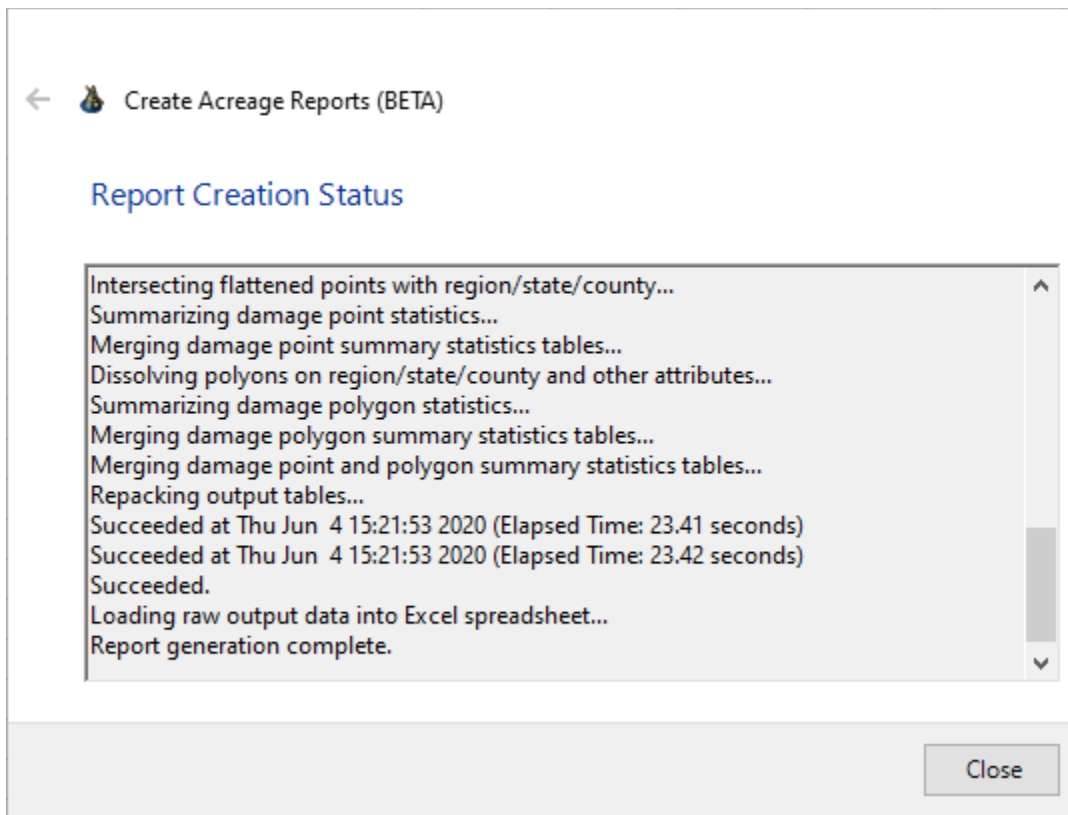 Create Acreage Reports (BETA)
Report Creation Status
Intersecting flattened points with region/state/county...
Summarizing damage point statistics...
Merging damage point summary statistics tables...
Dissolving polyons on region/state/county and other attributes...
Summarizing damage polygon statistics...
Merging damage polygon summary statistics tables...
Merging damage point and polygon summary statistics tables...
Repacking output tables...
Succeeded at Thu Jun  4 15:21:53 2020 (Elapsed Time: 23.41 seconds)
Succeeded at Thu Jun  4 15:21:53 2020 (Elapsed Time: 23.42 seconds)
Succeeded.
Loading raw output data into Excel spreadsheet...
Report generation complete.
Close